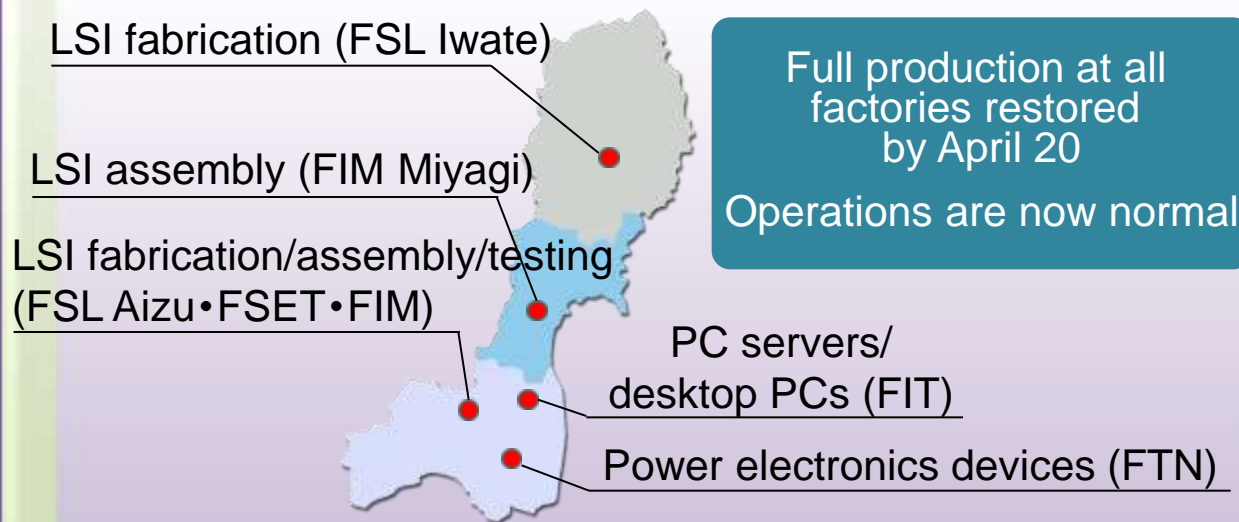 LSI fabrication (FSL Iwate)
Full production at all
factories restored
by April 20
Operations are now normal
LSI assembly (FIM Miyagi)
LSI fabrication/assembly/testing
(FSL Aizu•FSET•FIM)
PC servers/
desktop PCs (FIT)
Power electronics devices (FTN)